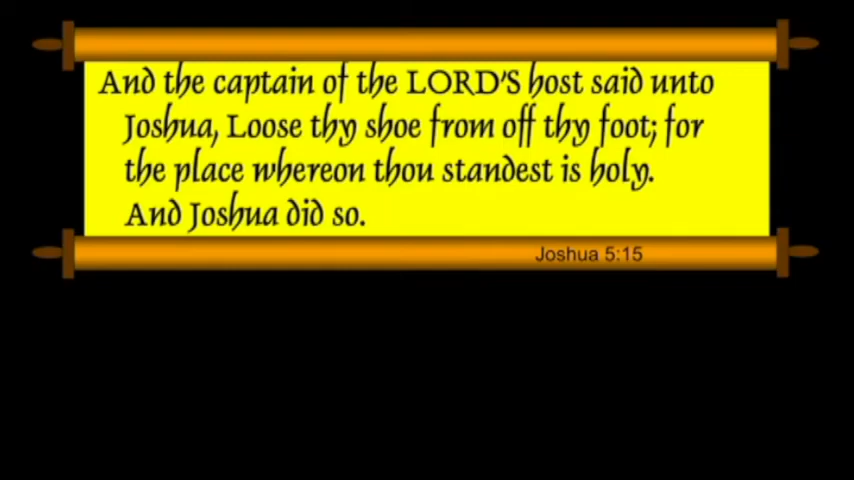 And the captain of the LORD'S host said unto
Joshua, Loose thy shoe from off thy foot; for
the place whereon thou standest is holy.
And Joshua did so.
Joshua 5:15